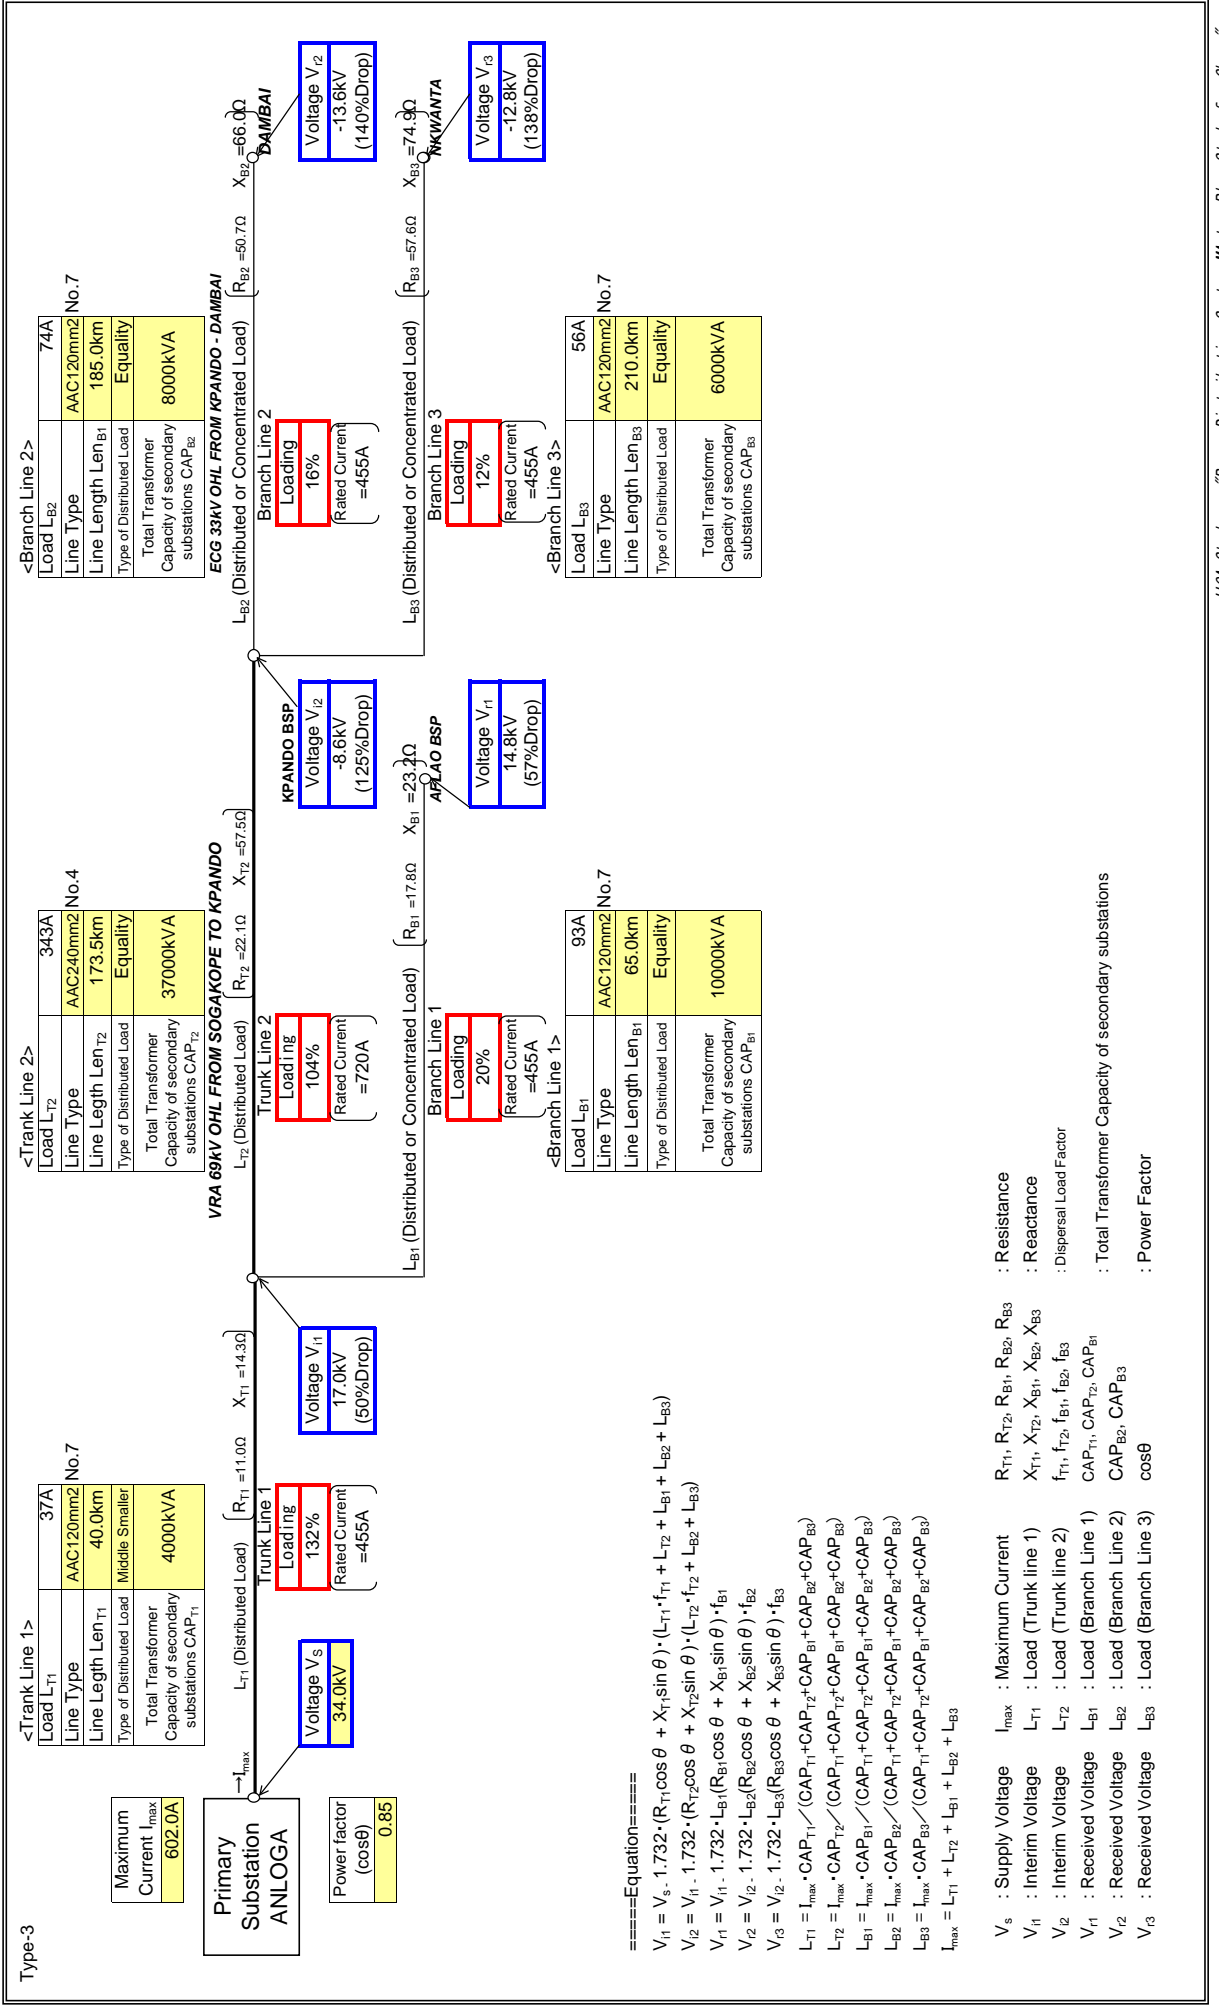 Type-3
<Trank Line 1>
Load LT1 37A
Line Type AAC120mm2 No.7
Line Legth LenT1 40.0km
Type of Distributed Load Middle Smaller
Total Transformer
Capacity of secondary
substations CAPT1
4000kVA
<Trank Line 2>
Load LT2 343A
Line Type AAC240mm2 No.4
Line Legth LenT2 173.5km
Type of Distributed Load Equality
Total Transformer
Capacity of secondary
substations CAPT2
37000kVA
<Branch Line 2>
Load LB2 74A
Line Type AAC120mm2 No.7
Line Length LenB1 185.0km
Type of Distributed Load Equality
Total Transformer
Capacity of secondary
substations CAPB2
8000kVA
Maximum
Current Imax
602.0A
VRA 69kV OHL FROM SOGAKOPE TO KPANDO
ECG 33kV OHL FROM KPANDO - DAMBAI
→Imax
LT1 (Distributed Load)
RT1 =11.0Ω XT1 =14.3Ω
LT2 (Distributed Load)
RT2 =22.1Ω XT2 =57.5Ω
LB2 (Distributed or Concentrated Load)
RB2 =50.7Ω XB2 =66.0Ω
DAMBAI
Primary
Substation
ANLOGA
Trunk Line 1
Loading
132%
Rated Current
=455A
Trunk Line 2
Loading
104%
Rated Current
=720A
Branch Line 2
Loading
16%
Rated Current
=455A
KPANDO BSP
Voltage VS
34.0kV
Voltage Vi1
17.0kV
(50%Drop)
Voltage Vi2
-8.6kV
(125%Drop)
Voltage Vr2
-13.6kV
(140%Drop)
Power factor
(cosθ)
0.85
LB1 (Distributed or Concentrated Load)
RB1 =17.8Ω XB1 =23.2Ω
AFLAO BSP
LB3 (Distributed or Concentrated Load)
RB3 =57.6Ω XB3 =74.9Ω
NKWANTA
Branch Line 1
Loading
20%
Rated Current
=455A
Voltage Vr1
14.8kV
(57%Drop)
Branch Line 3
Loading
12%
Rated Current
=455A
Voltage Vr3
-12.8kV
(138%Drop)
<Branch Line 1>
Load LB1 93A
Line Type AAC120mm2 No.7
Line Length LenB1 65.0km
Type of Distributed Load Equality
Total Transformer
Capacity of secondary
substations CAPB1
10000kVA
<Branch Line 3>
Load LB3 56A
Line Type AAC120mm2 No.7
Line Length LenB3 210.0km
Type of Distributed Load Equality
Total Transformer
Capacity of secondary
substations CAPB3
6000kVA
=====Equation=====
Vi1 = Vs - 1.732･(RT1cos θ + XT1sin θ)･(LT1･fT1 + LT2 + LB1 + LB2 + LB3)
Vi2 = Vi1 - 1.732･(RT2cos θ + XT2sin θ)･(LT2･fT2 + LB2 + LB3)
Vr1 = Vi1 - 1.732･LB1(RB1cos θ + XB1sin θ)･fB1
Vr2 = Vi2 - 1.732･LB2(RB2cos θ + XB2sin θ)･fB2
Vr3 = Vi2 - 1.732･LB3(RB3cos θ + XB3sin θ)･fB3
LT1 = Imax･CAPT1／(CAPT1+CAPT2+CAPB1+CAPB2+CAPB3)
LT2 = Imax･CAPT2／(CAPT1+CAPT2+CAPB1+CAPB2+CAPB3)
LB1 = Imax･CAPB1／(CAPT1+CAPT2+CAPB1+CAPB2+CAPB3)
LB2 = Imax･CAPB2／(CAPT1+CAPT2+CAPB1+CAPB2+CAPB3)
LB3 = Imax･CAPB3／(CAPT1+CAPT2+CAPB1+CAPB2+CAPB3)
Imax = LT1 + LT2 + LB1 + LB2 + LB3
Vs : Supply Voltage Imax : Maximum Current RT1, RT2, RB1, RB2, RB3 : Resistance
Vi1 : Interim Voltage LT1 : Load (Trunk line 1) XT1, XT2, XB1, XB2, XB3 : Reactance
Vi2 : Interim Voltage LT2 : Load (Trunk line 2) fT1, fT2, fB1, fB2, fB3 : Dispersal Load Factor
Vr1 : Received Voltage LB1 : Load (Branch Line 1) CAPT1, CAPT2, CAPB1
: Total Transformer Capacity of secondary substations
Vr2 : Received Voltage LB2 : Load (Branch Line 2) CAPB2, CAPB3
Vr3 : Received Voltage LB3 : Load (Branch Line 3) cosθ : Power Factor